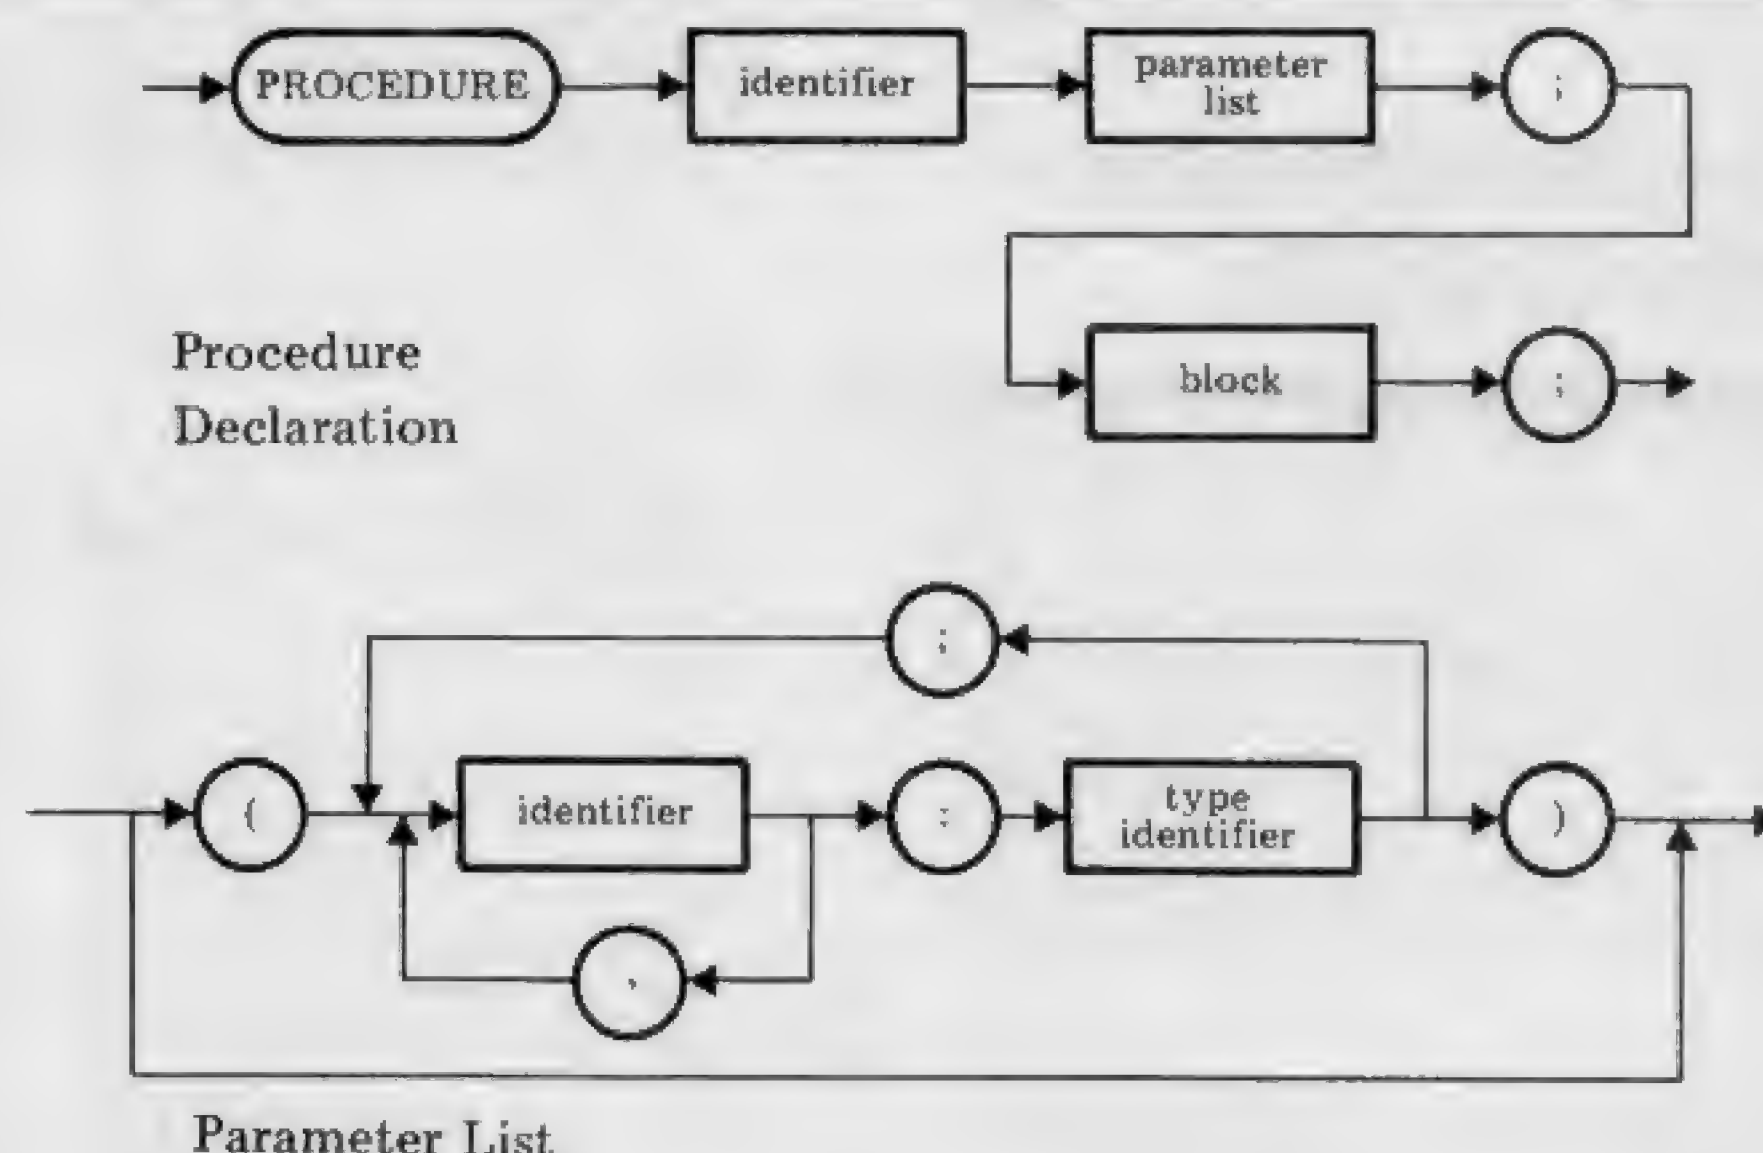 PROCEDURE
identifier
parameter
list
;
block
;
Procedure
Declaration
;
(
identifier
:
type
identifier
)
,
Parameter List